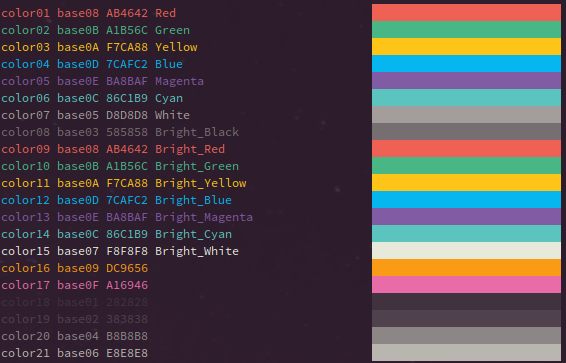 color01 base08 AB4642 Red
color02 base0B A1B56C Green
color03 base0A F7CA88 Yellow
color04 base0D 7CAFC2 Blue
color05 base0E BA8BAF Magenta
color06 base0C 86C1B9 Cyan
color07 base05 D8D8D8 White
color08 base03 585858 Bright_Black
color09 base08 AB4642 Bright_Red
color10 base0B A1B56C Bright_Green
color11 base0A F7CA88 Bright_Yellow
color12 base0D 7CAFC2 Bright_Blue
color13 base0E BA8BAF Bright_Magenta
color14 base0C 86C1B9 Bright_Cyan
color15 base07 F8F8F8 Bright_White
color16 base09 DC9656
color17 base0F A16946
color18 base01 282828
color19 base02 383838
color20 base04 B8B8B8
color21 base06 E8E8E8